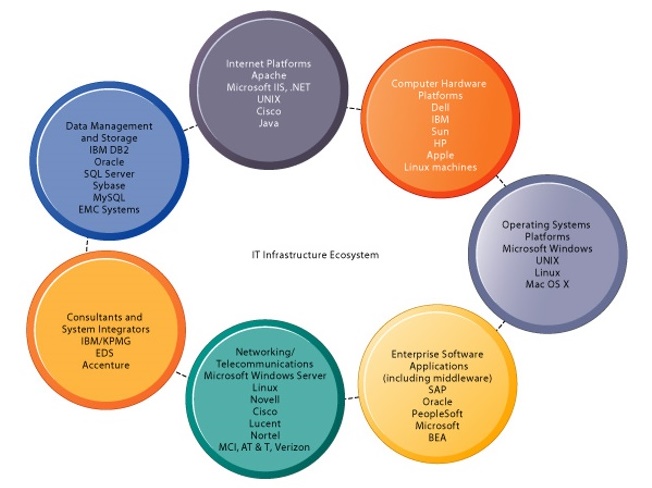 Internet Platforms
Apache
Microsoft IIS, .NET
UNIX
Cisco
Java
Computer Hardware
Platforms
Dell
IBM
Sun
HP
Apple
Linux machines
Data Management
and Storage
IBM DB2
Oracle
SQL Server
Sybase
MySQL
EMC Systems
Operating Systems
Platforms
Microsoft Windows
UNIX
Linux
Mac OS X
IT Infrastructure Ecosystem
Consultants and
System Integrators
IBM/KPMG
EDS
Accenture
Networking/
Telecommunications
Microsoft Windows Server
Linux
Novell
Cisco
Lucent
Nortel
MCI, AT & T, Verizon
Enterprise Software
Applications
(including middleware)
SAP
Oracle
PeopleSoft
Microsoft
BEA